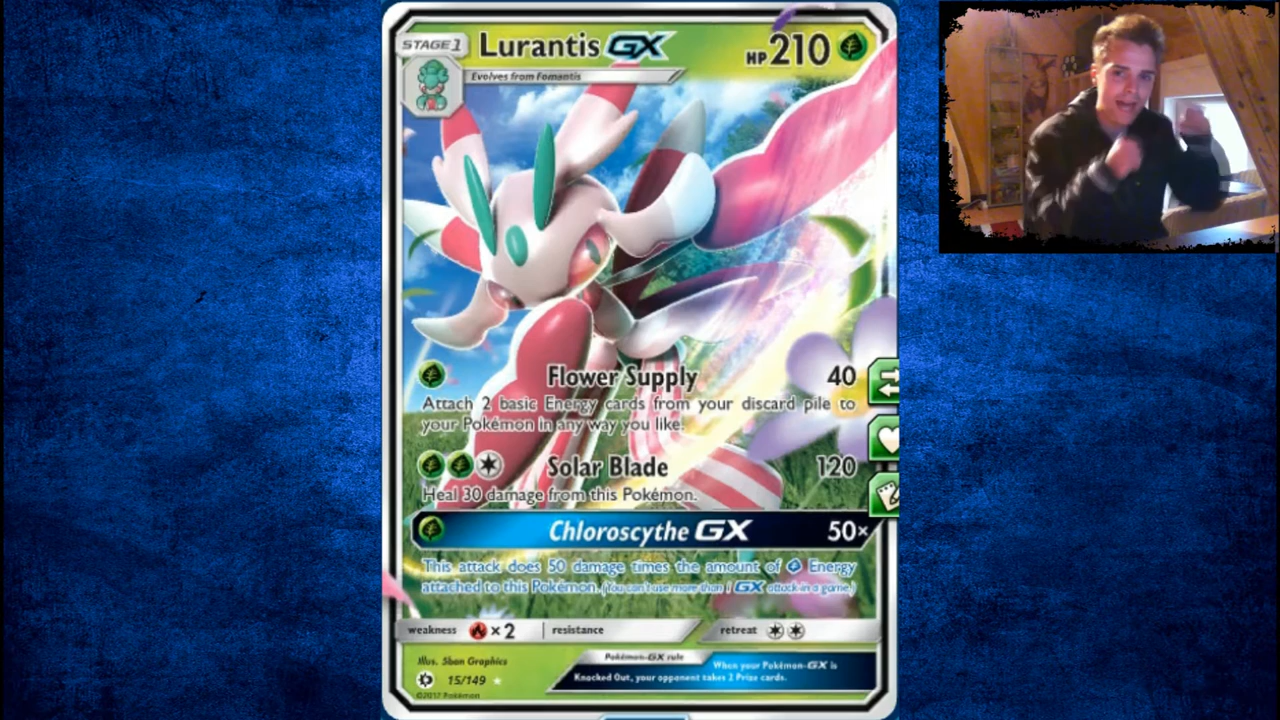 STAGE 1 Lurantis GX HP 210
Evolves from Fomantis
Flower Supply 40
Attach 2 basic Energy cards from your discard pile to
your Pokémon in any way you like.
Solar Blade 120
Heal 30 damage from this Pokémon.
Chloroscythe GX 50×
This attack does 50 damage times the amount of Energy
attached to this Pokémon. (You can't use more than 1 GX attack in a game.)
weakness ×2 resistance retreat
Illus. 5ban Graphics
15/149
©2017 Pokémon
Pokémon-GX rule
When your Pokémon-GX is
Knocked Out, your opponent takes 2 Prize cards.